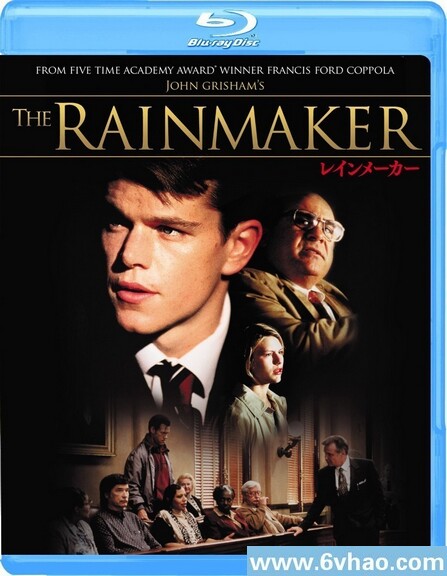 Blu-ray Disc
FROM FIVE TIME ACADEMY AWARD® WINNER FRANCIS FORD COPPOLA
JOHN GRISHAM'S
THE RAINMAKER
レインメーカー
www.6vhao.com